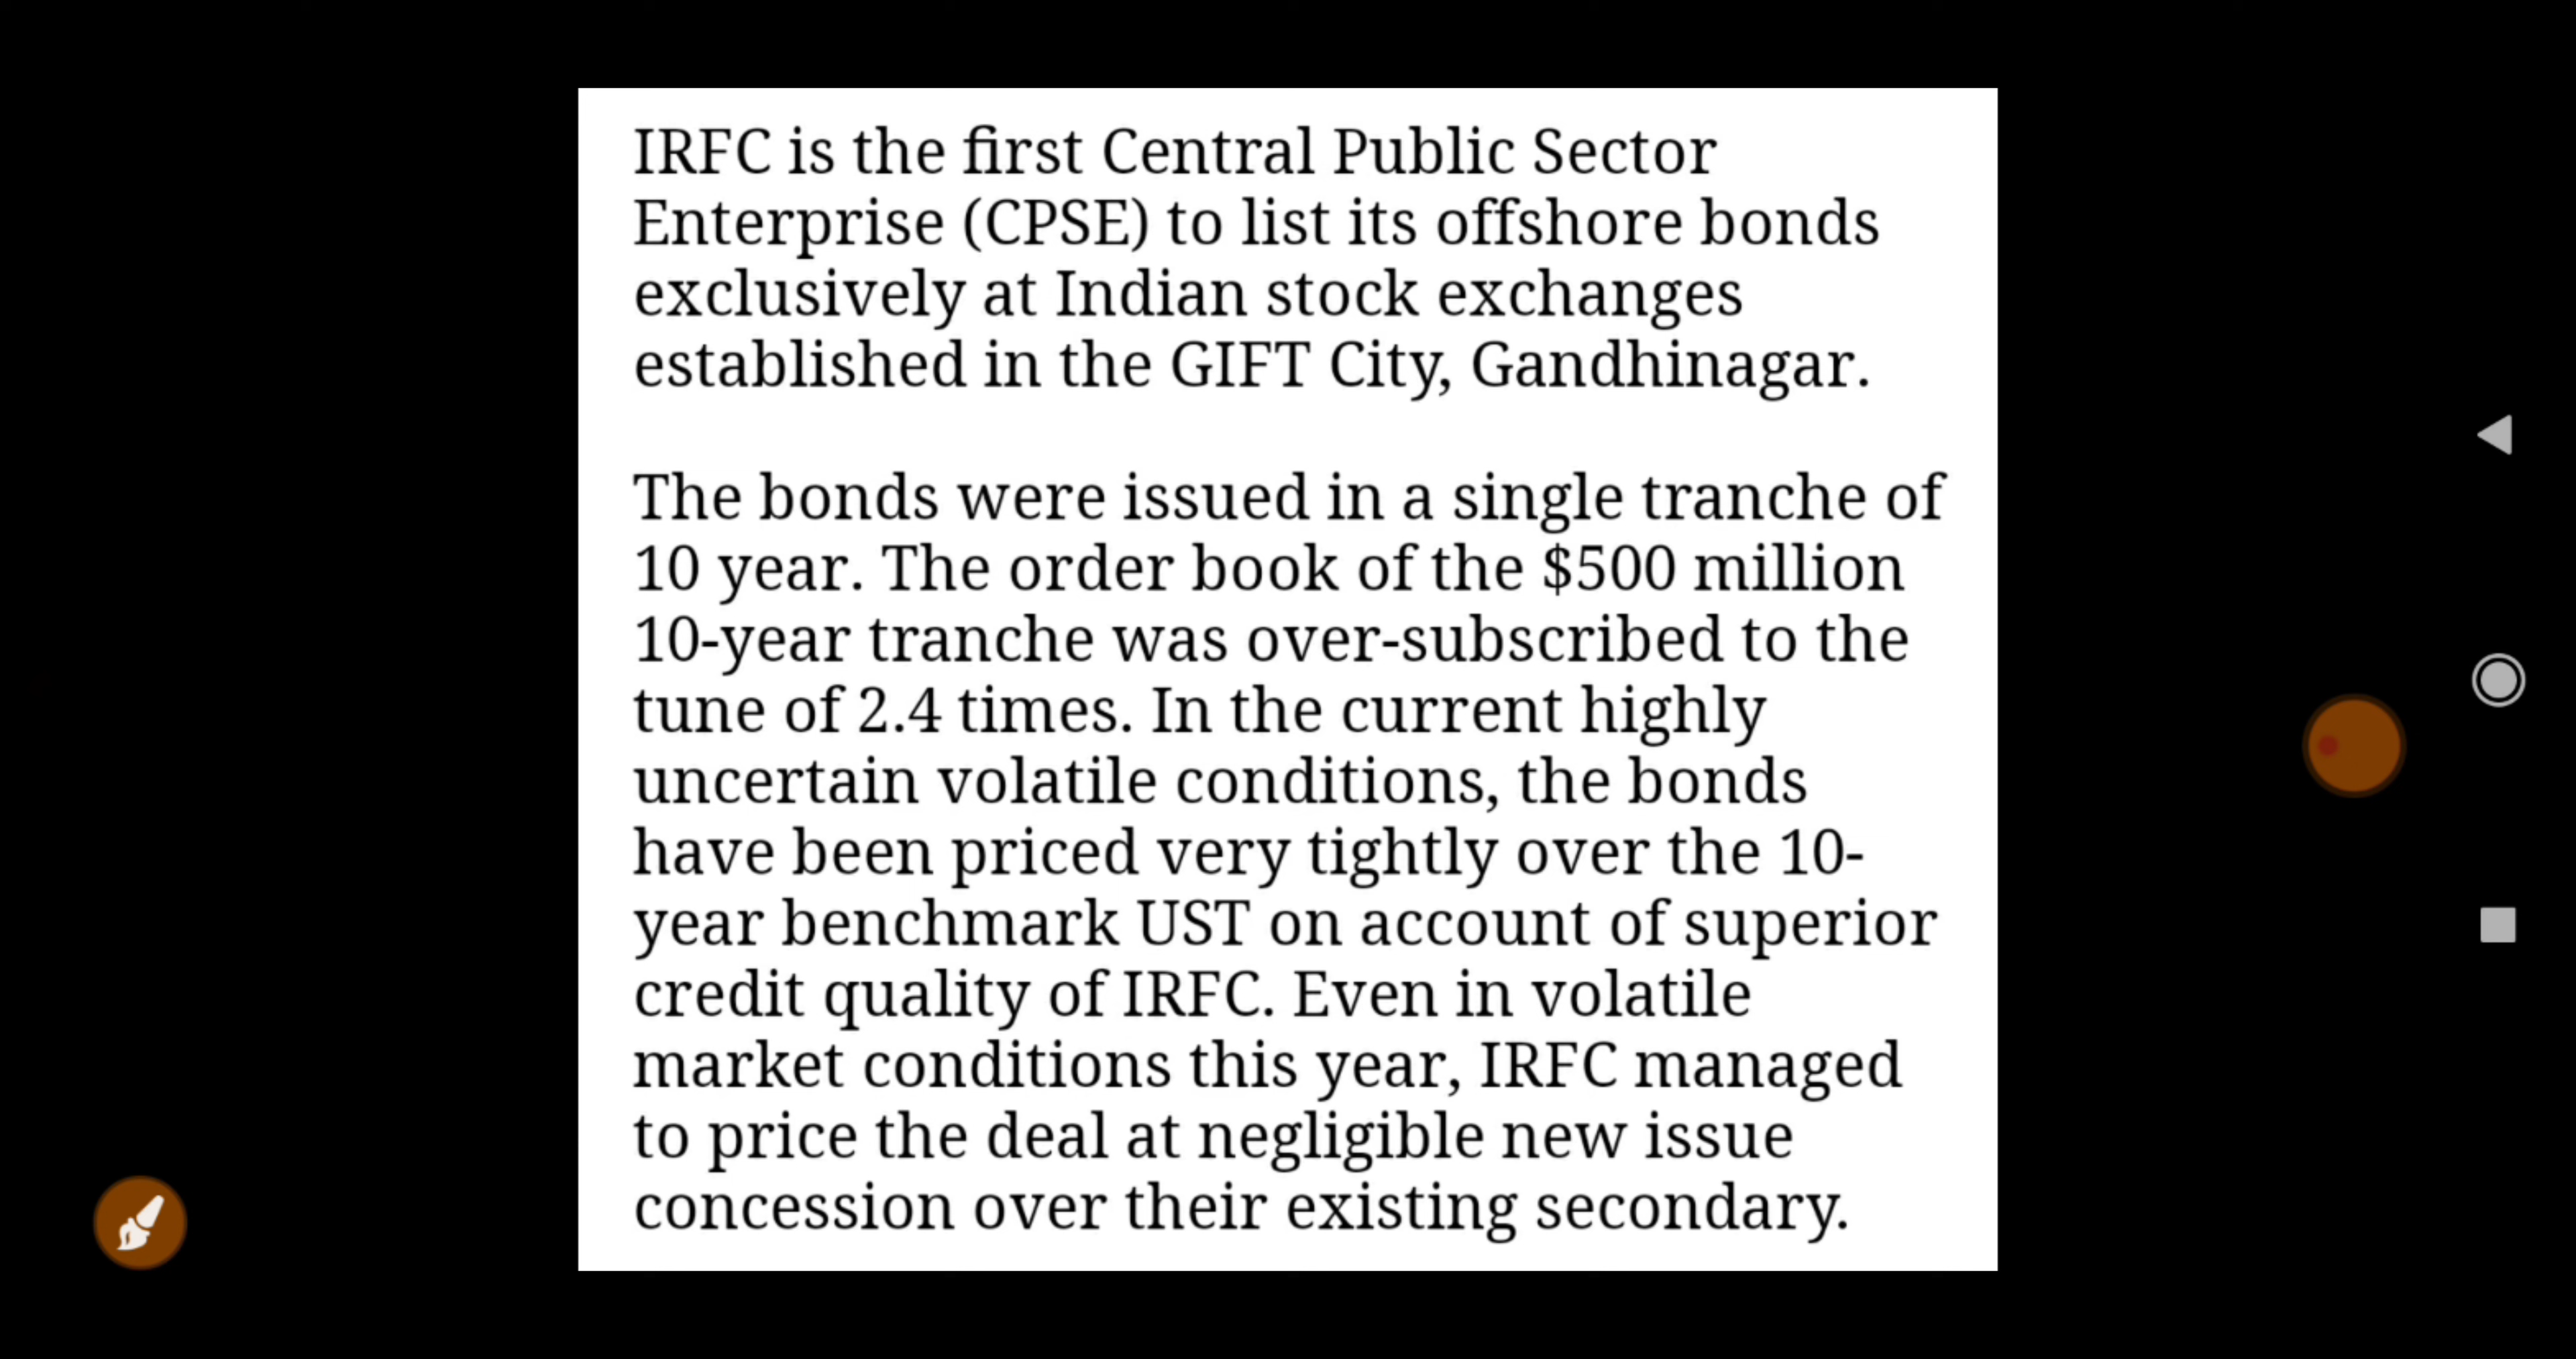 IRFC is the first Central Public Sector
Enterprise (CPSE) to list its offshore bonds
exclusively at Indian stock exchanges
established in the GIFT City, Gandhinagar.
The bonds were issued in a single tranche of
10 year. The order book of the $500 million
10-year tranche was over-subscribed to the
tune of 2.4 times. In the current highly
uncertain volatile conditions, the bonds
have been priced very tightly over the 10-
year benchmark UST on account of superior
credit quality of IRFC. Even in volatile
market conditions this year, IRFC managed
to price the deal at negligible new issue
concession over their existing secondary.